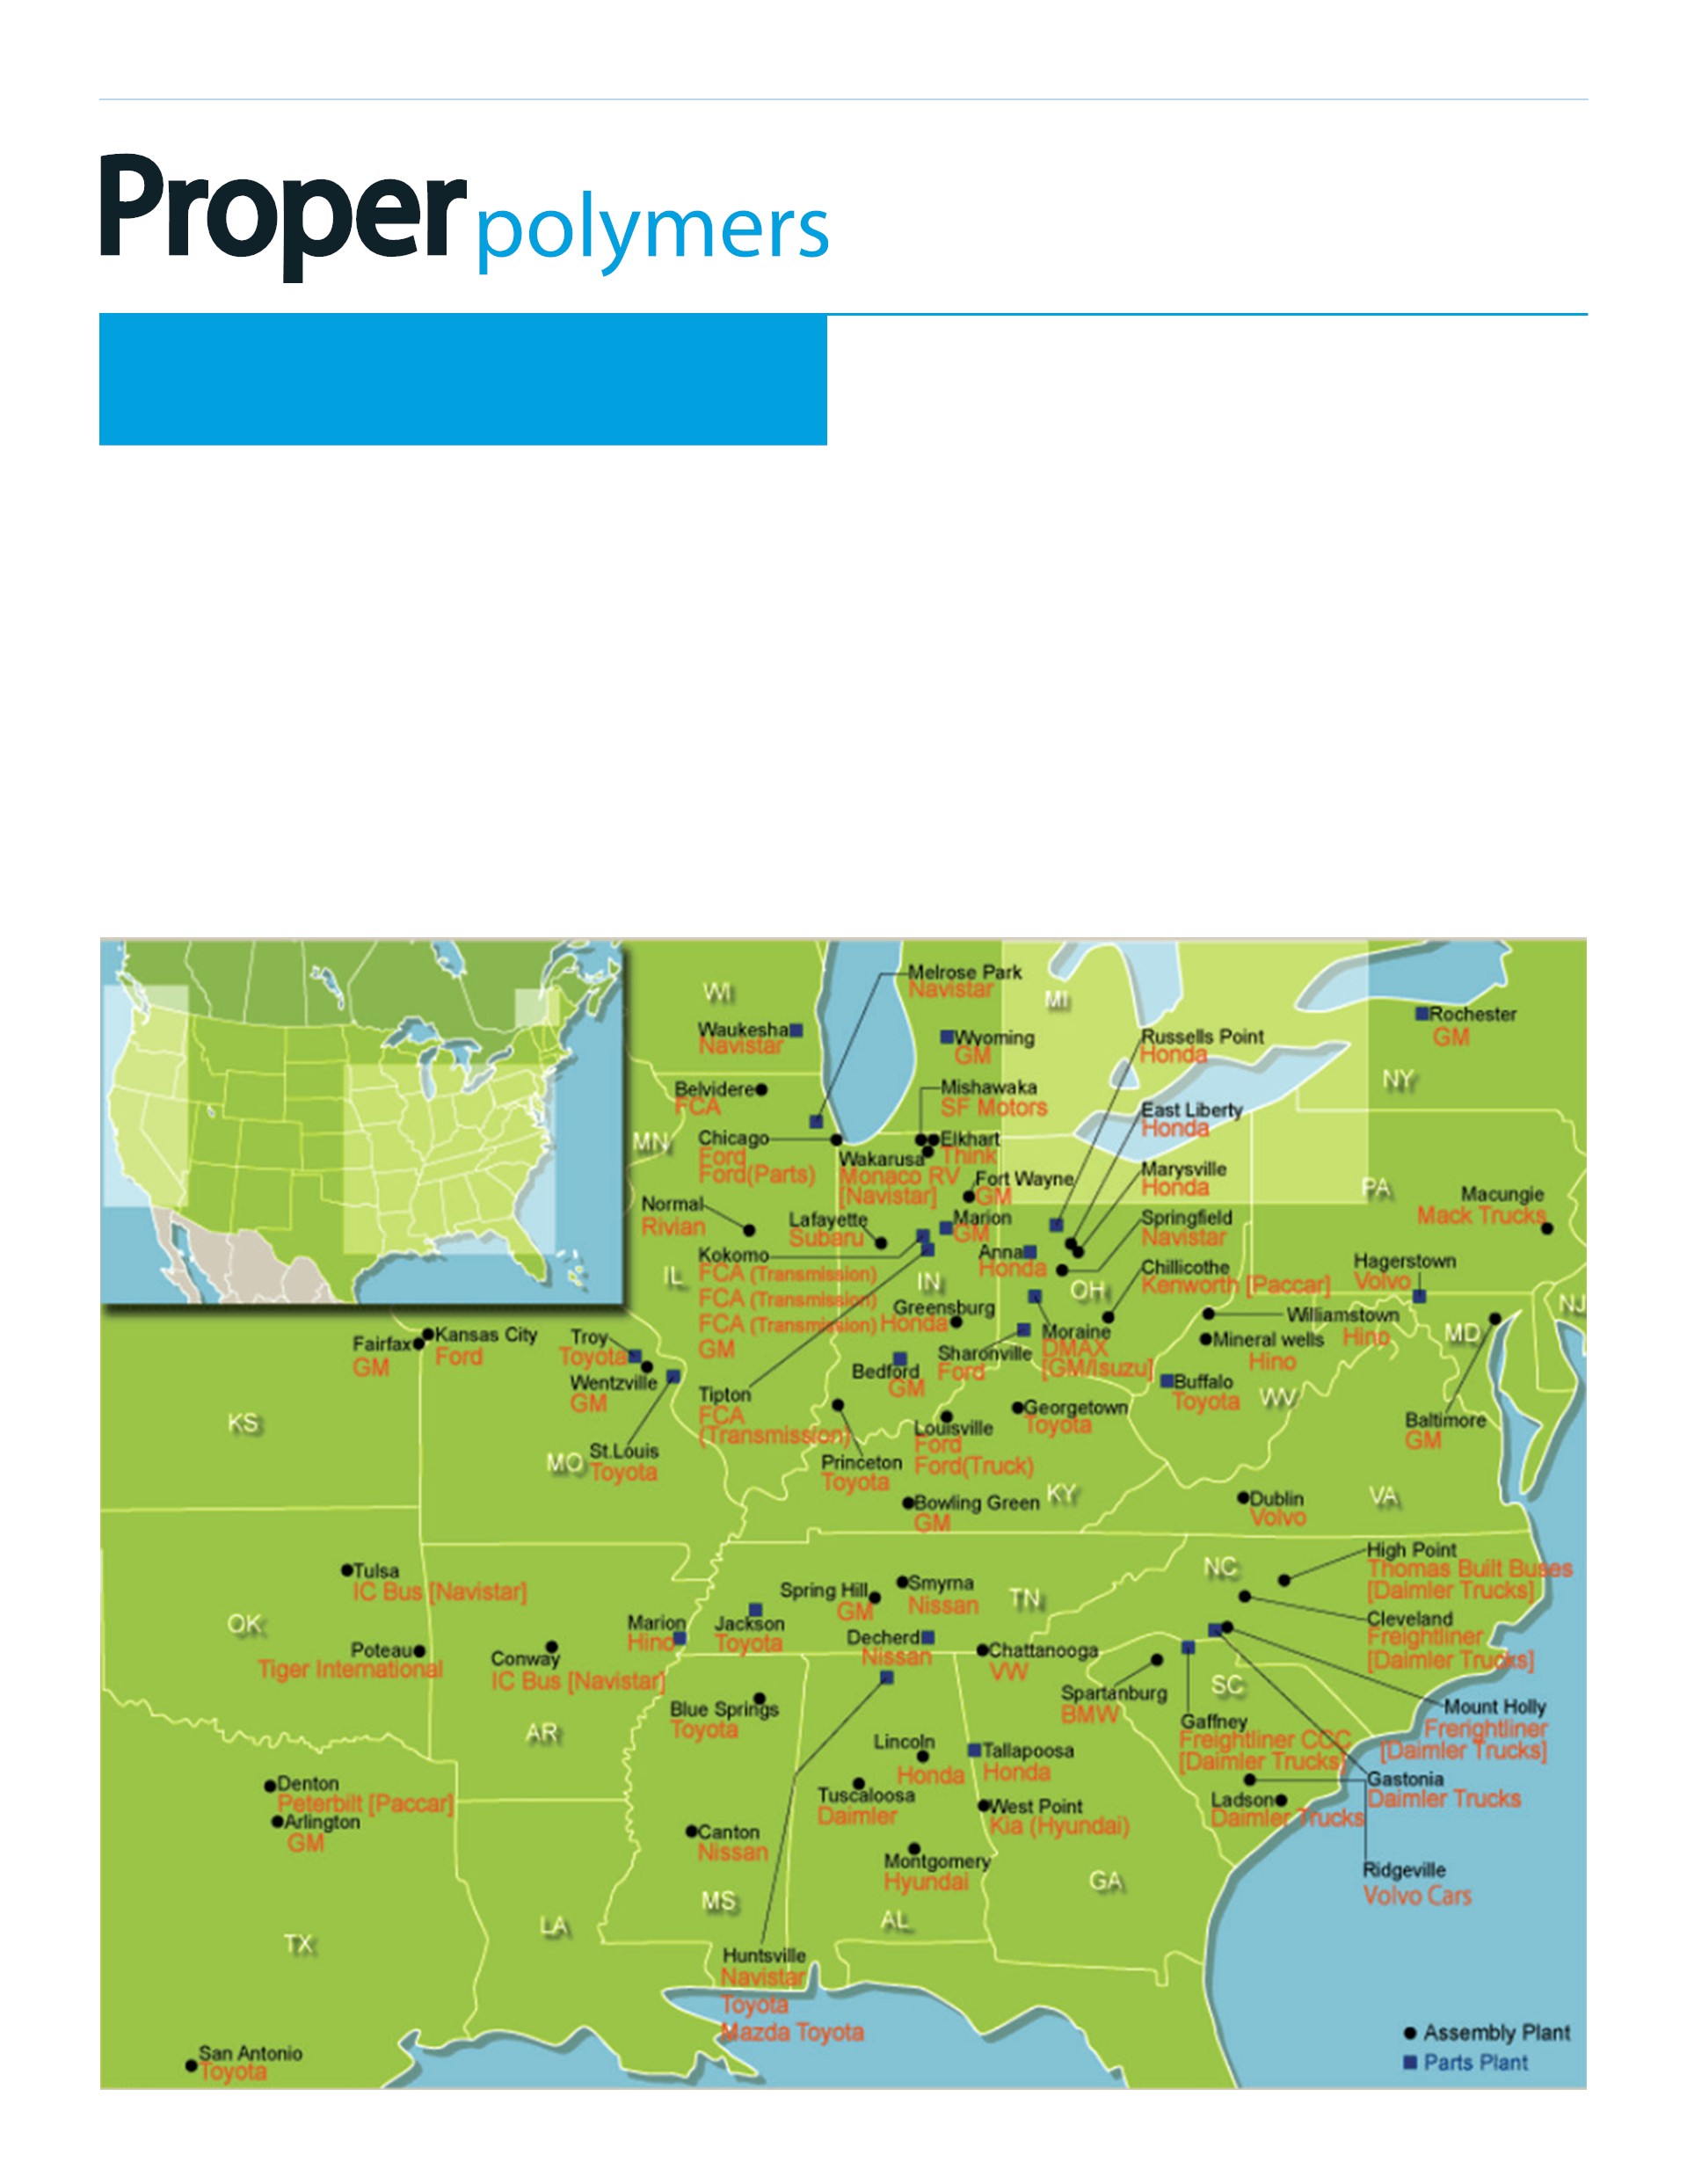 Proper polymers
WI
Melrose Park
Navistar
MI
Waukesha
Navistar
Wyoming
GM
Rochester
GM
Russells Point
Honda
NY
Belvidere
FCA
Mishawaka
SF Motors
East Liberty
Honda
MN
Chicago
Ford
Ford(Parts)
Elkhart
Think
Wakarusa
Monaco RV
[Navistar]
Fort Wayne
GM
Marysville
Honda
PA
Macungie
Mack Trucks
Normal
Rivian
Lafayette
Subaru
Marion
GM
Springfield
Navistar
Kokomo
FCA (Transmission)
FCA (Transmission)
FCA (Transmission)
GM
IL
IN
Anna
Honda
OH
Chillicothe
Kenworth [Paccar]
Hagerstown
Volvo
NJ
Greensburg
Honda
Williamstown
Hino
MD
Fairfax
GM
Kansas City
Ford
Troy
Toyota
Wentzville
GM
Sharonville
Ford
Moraine
DMAX
[GM/Isuzu]
Mineral wells
Hino
Bedford
GM
Buffalo
Toyota
WV
Tipton
FCA
(Transmission)
KS
MO
St.Louis
Toyota
Georgetown
Toyota
Louisville
Ford
Ford(Truck)
Baltimore
GM
Princeton
Toyota
Bowling Green
GM
KY
Dublin
Volvo
VA
Tulsa
IC Bus [Navistar]
NC
High Point
Thomas Built Buses
[Daimler Trucks]
Spring Hill
GM
Smyrna
Nissan
TN
OK
Marion
Hino
Jackson
Toyota
Cleveland
Freightliner
[Daimler Trucks]
Poteau
Tiger International
Conway
IC Bus [Navistar]
Decherd
Nissan
Chattanooga
VW
SC
Spartanburg
BMW
Blue Springs
Toyota
Mount Holly
Frerightliner
[Daimler Trucks]
Gaffney
Freightliner CCC
[Daimler Trucks]
AR
Lincoln
Honda
Tallapoosa
Honda
Denton
Peterbilt [Paccar]
Gastonia
Daimler Trucks
Tuscaloosa
Daimler
West Point
Kia (Hyundai)
Ladson
Daimler Trucks
Arlington
GM
Canton
Nissan
Montgomery
Hyundai
Ridgeville
Volvo Cars
MS
GA
AL
LA
TX
Huntsville
Navistar
Toyota
Mazda Toyota
San Antonio
Toyota
Assembly Plant
Parts Plant